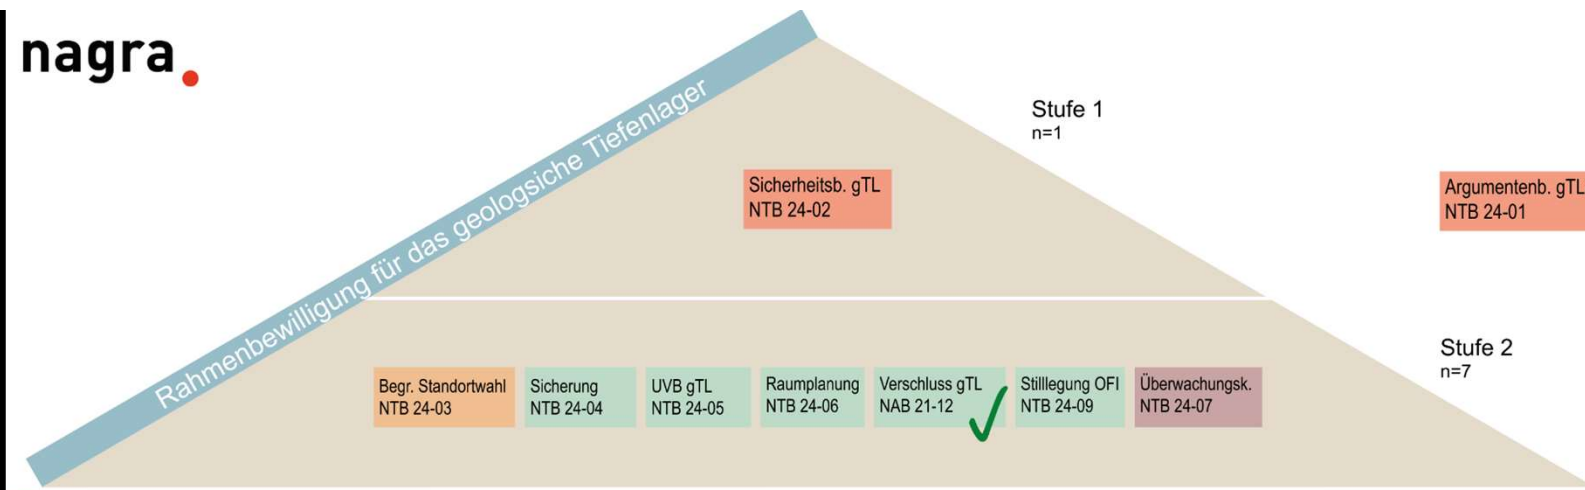 nagra.
Rahmenbewilligung für das geologsiche Tiefenlager
Stufe 1
n=1
Sicherheitsb. gTL
NTB 24-02
Argumentenb. gTL
NTB 24-01
Stufe 2
n=7
Begr. Standortwahl
NTB 24-03
Sicherung
NTB 24-04
UVB gTL
NTB 24-05
Raumplanung
NTB 24-06
Verschluss gTL
NAB 21-12
Stilllegung OFI
NTB 24-09
Überwachungsk.
NTB 24-07